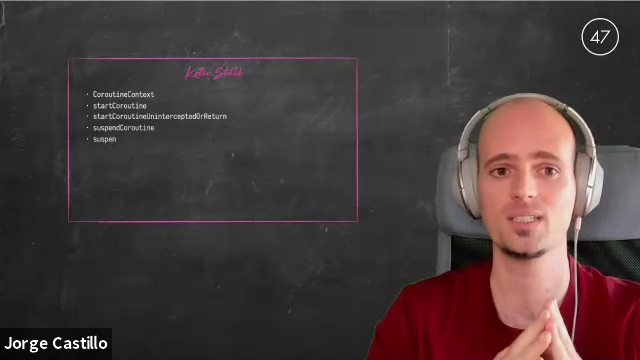 47
Kotlin Stdlib
· CoroutineContext
· startCoroutine
· startCoroutineUninterceptedOrReturn
· suspendCoroutine
· suspen
Jorge Castillo